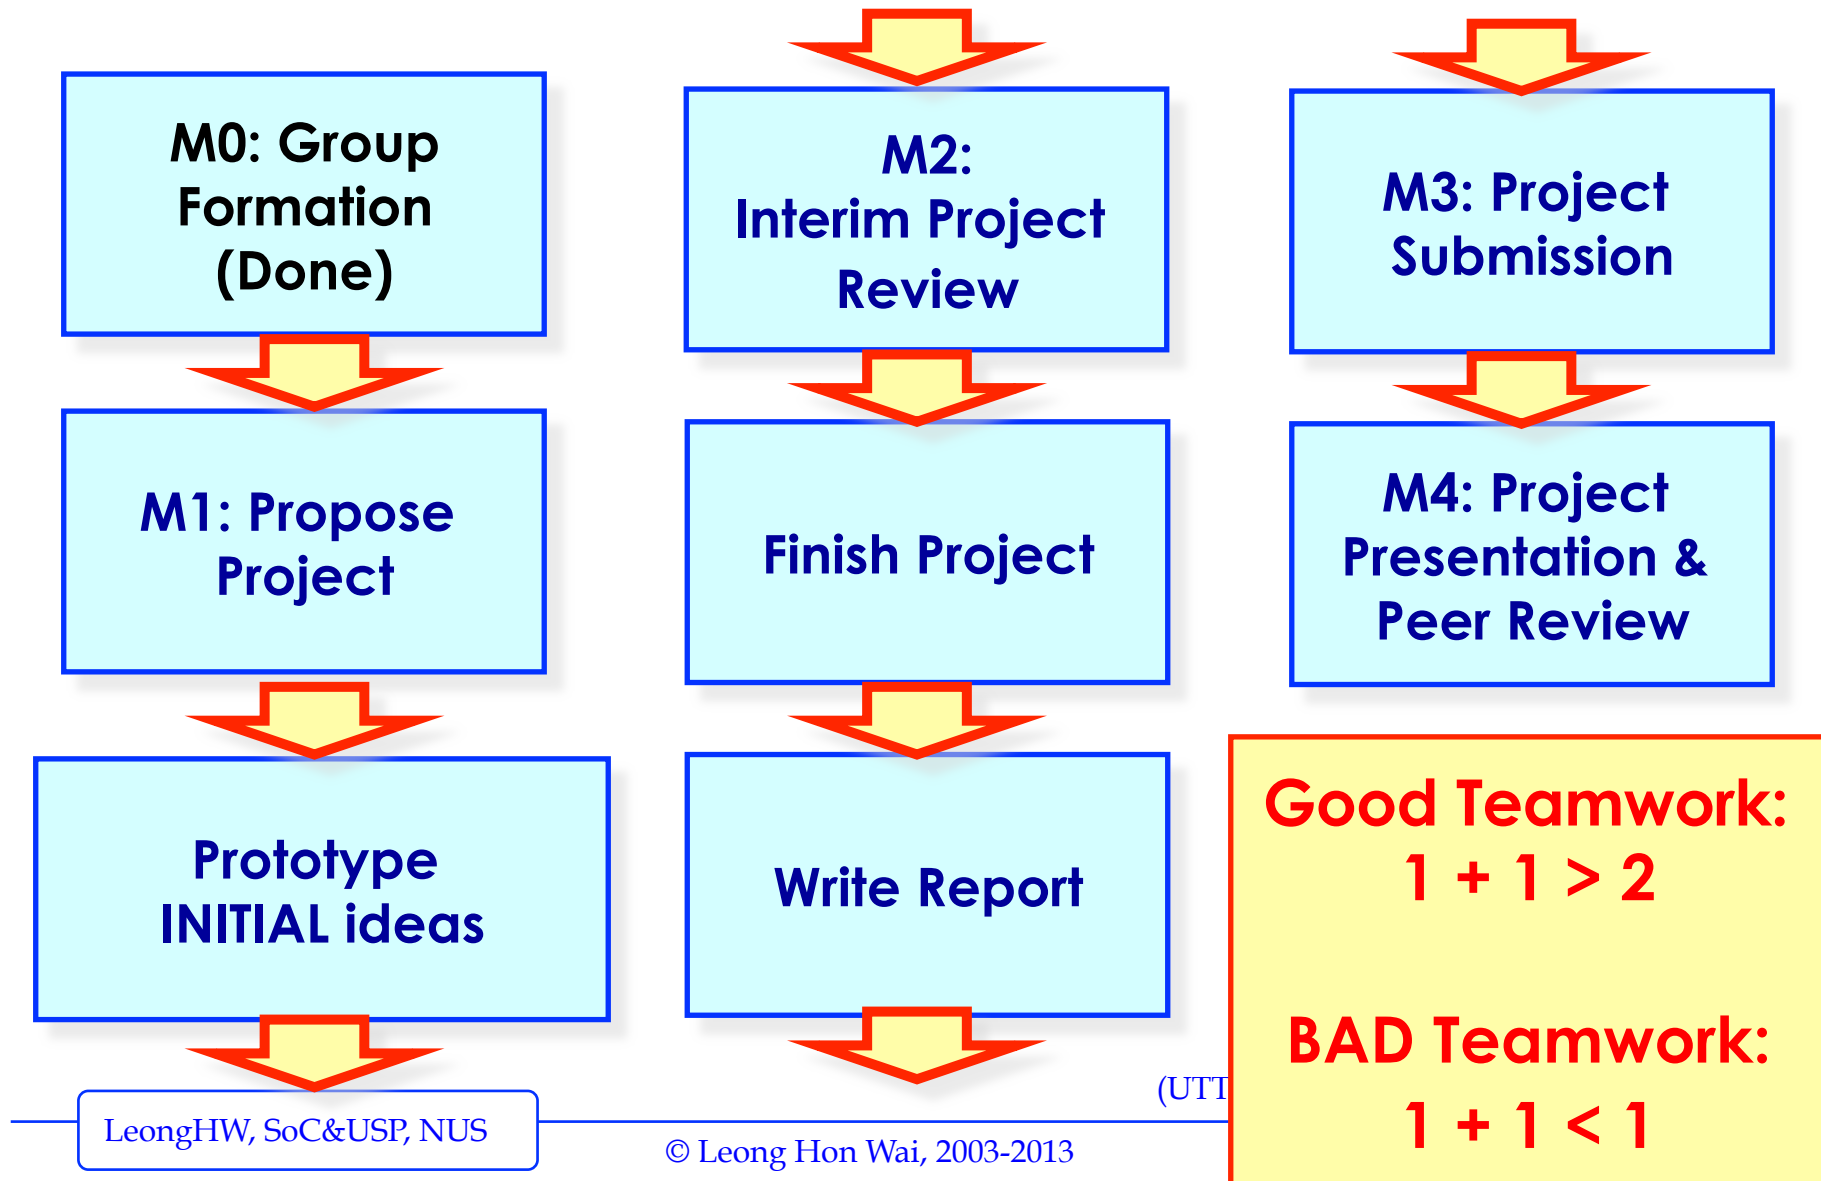 M0: Group
Formation
(Done)
M1: Propose
Project
Prototype
INITIAL ideas
M2:
Interim Project
Review
Finish Project
Write Report
M3: Project
Submission
M4: Project
Presentation &
Peer Review
Good Teamwork:
1 + 1 > 2
BAD Teamwork:
1 + 1 < 1
(UTT
LeongHW, SoC&USP, NUS
© Leong Hon Wai, 2003-2013